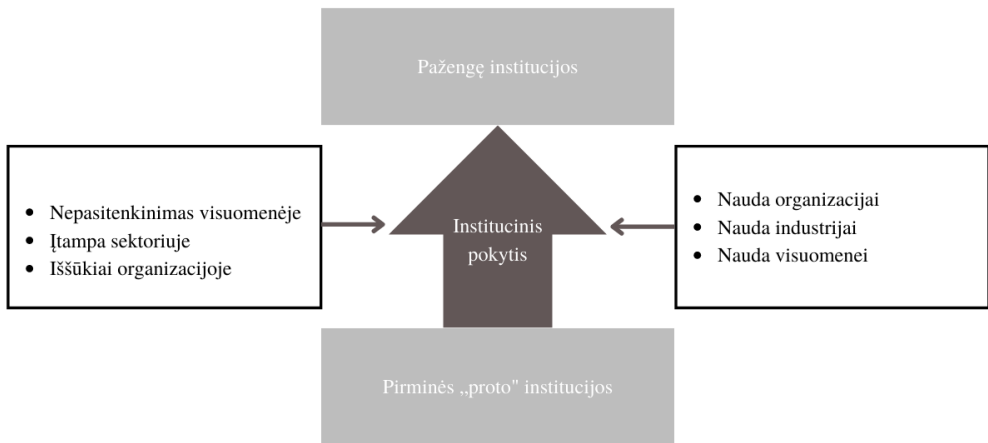 Pažengę institucijos
• Nepasitenkinimas visuomenėje
• Įtampa sektoriuje
• Iššūkiai organizacijoje
Institucinis
pokytis
• Nauda organizacijai
• Nauda industrijai
• Nauda visuomenei
Pirminės ,,proto" institucijos